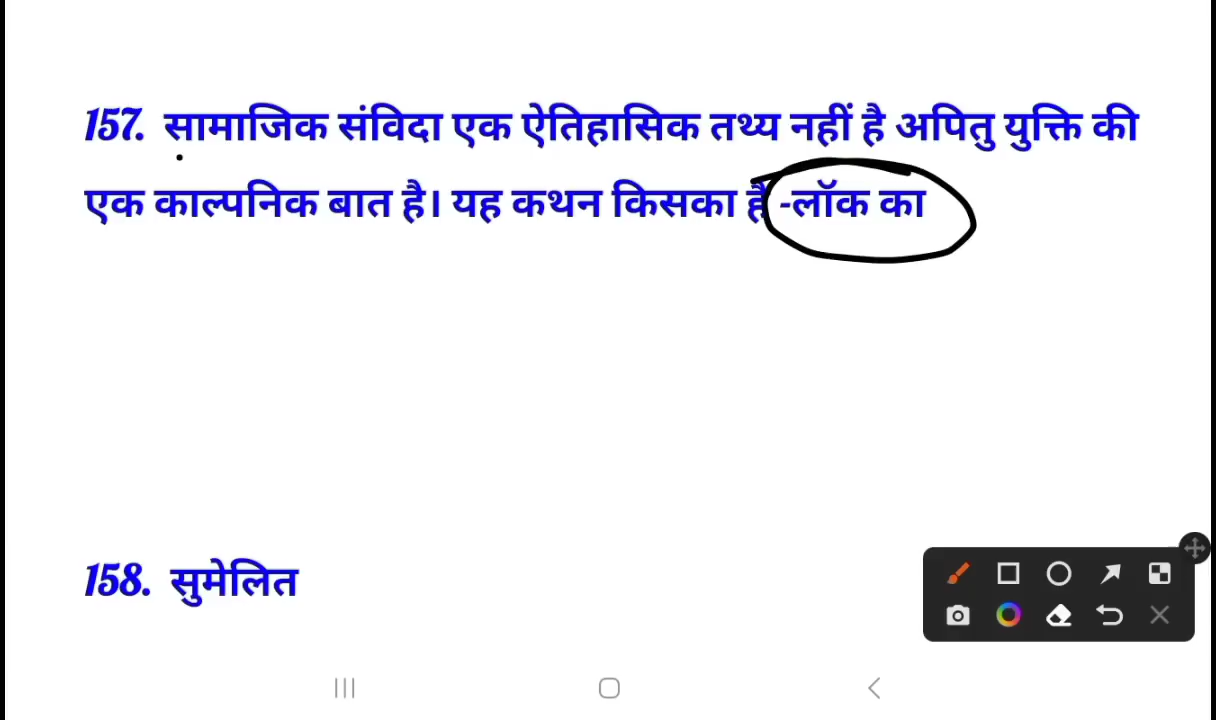 157. सामाजिक संविदा एक ऐतिहासिक तथ्य नहीं है अपितु युक्ति की
एक काल्पनिक बात है। यह कथन किसका है -लॉक का
158. सुमेलित